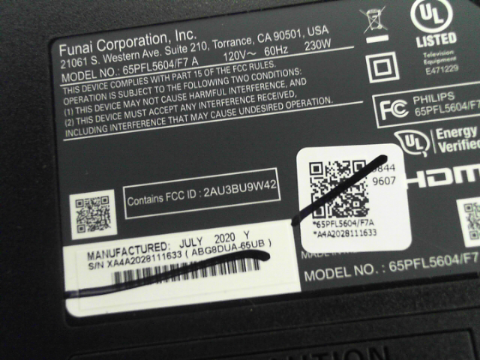 Funai Corporation, Inc.
21061 S. Western Ave. Suite 210, Torrance, CA 90501, USA
MODEL NO. : 65PFL5604/F7 A 120V~ 60Hz 230W
THIS DEVICE COMPLIES WITH PART 15 OF THE FCC RULES.
OPERATION IS SUBJECT TO THE FOLLOWING TWO CONDITIONS:
(1) THIS DEVICE MAY NOT CAUSE HARMFUL INTERFERENCE, AND
(2) THIS DEVICE MUST ACCEPT ANY INTERFERENCE RECEIVED,
INCLUDING INTERFERENCE THAT MAY CAUSE UNDESIRED OPERATION.
UL
LISTED
Television
Equipment
E471229
FC PHILIPS
65PFL5604/F7A
UL Energy
Verified
HDMI
Contains FCC ID : 2AU3BU9W42
9844
9607
*65PFL5604/F7A
*A4A2028111633
MANUFACTURED: JULY 2020 Y
S/N XA4A2028111633 ( ABG8DUA-65UB )
MODEL NO. : 65PFL5604/F7